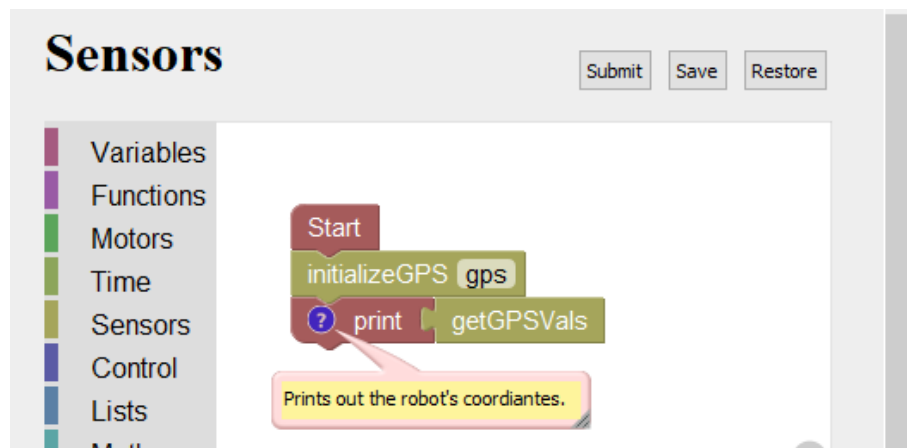 Sensors
Submit Save Restore
Variables
Functions
Motors
Time
Sensors
Control
Lists
Start
initializeGPS gps
? print getGPSVals
Prints out the robot's coordiantes.